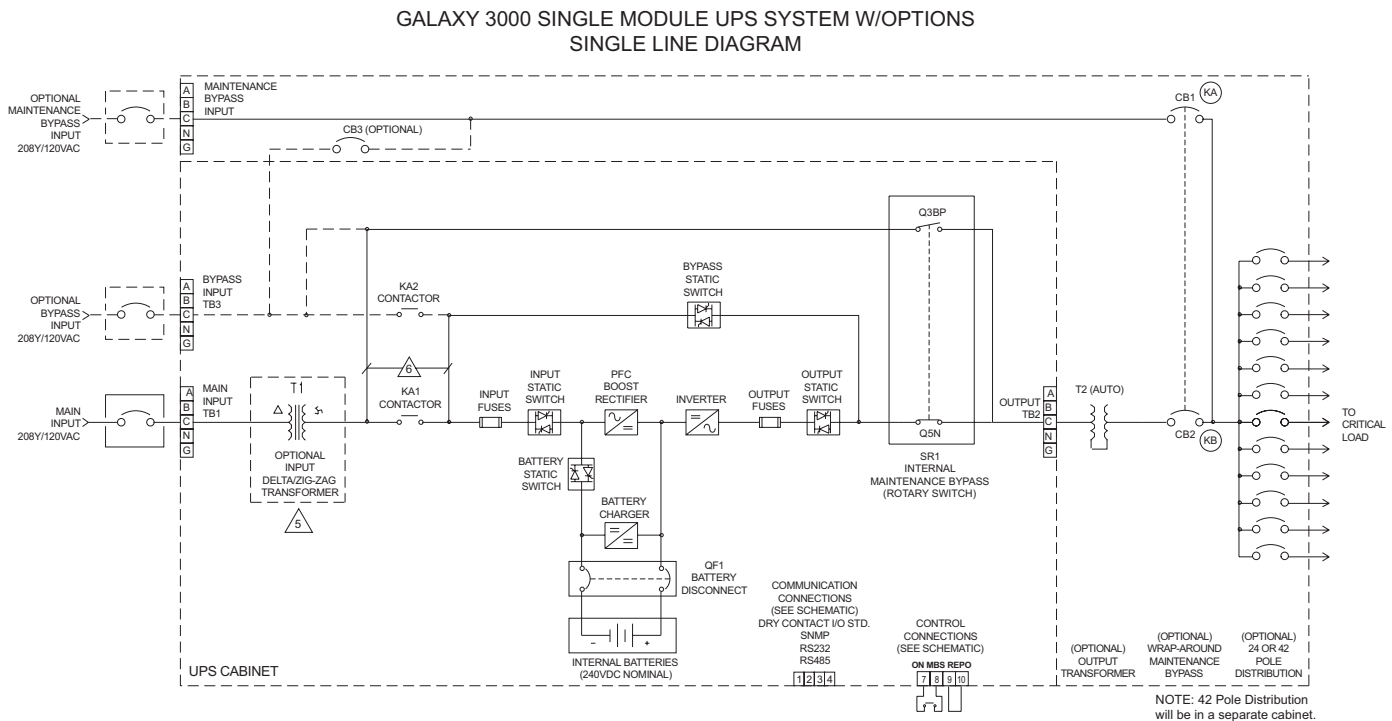 GALAXY 3000 SINGLE MODULE UPS SYSTEM W/OPTIONS
SINGLE LINE DIAGRAM
OPTIONAL
MAINTENANCE
BYPASS
INPUT
208Y/120VAC
A
B
C
N
G
MAINTENANCE
BYPASS
INPUT
CB3 (OPTIONAL)
CB1
KA
Q3BP
OPTIONAL
BYPASS
INPUT
208Y/120VAC
A
B
C
N
G
BYPASS
INPUT
TB3
KA2
CONTACTOR
BYPASS
STATIC
SWITCH
6
MAIN
INPUT
208Y/120VAC
A
B
C
N
G
MAIN
INPUT
TB1
T1
OPTIONAL
INPUT
DELTA/ZIG-ZAG
TRANSFORMER
5
KA1
CONTACTOR
INPUT
FUSES
INPUT
STATIC
SWITCH
PFC
BOOST
RECTIFIER
INVERTER
OUTPUT
FUSES
OUTPUT
STATIC
SWITCH
Q5N
SR1
INTERNAL
MAINTENANCE BYPASS
(ROTARY SWITCH)
OUTPUT
TB2
A
B
C
N
G
T2 (AUTO)
CB2
KB
TO
CRITICAL
LOAD
BATTERY
STATIC
SWITCH
BATTERY
CHARGER
QF1
BATTERY
DISCONNECT
- +
INTERNAL BATTERIES
(240VDC NOMINAL)
COMMUNICATION
CONNECTIONS
(SEE SCHEMATIC)
DRY CONTACT I/O STD.
SNMP
RS232
RS485
1 2 3 4
CONTROL
CONNECTIONS
(SEE SCHEMATIC)
ON MBS REPO
7 8 9 10
UPS CABINET
(OPTIONAL)
OUTPUT
TRANSFORMER
(OPTIONAL)
WRAP-AROUND
MAINTENANCE
BYPASS
(OPTIONAL)
24 OR 42
POLE
DISTRIBUTION
NOTE: 42 Pole Distribution
will be in a separate cabinet.